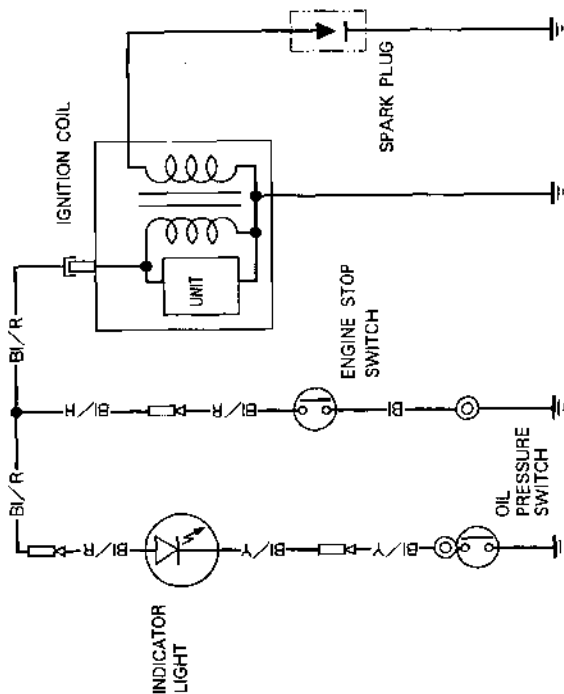 IGNITION COIL
SPARK PLUG
UNIT
Bl/R
Bl/R
Bl/R
Bl/R
ENGINE STOP
SWITCH
Bl
Bl/R
Bl/Y
Bl/Y
OIL
PRESSURE
SWITCH
INDICATOR
LIGHT